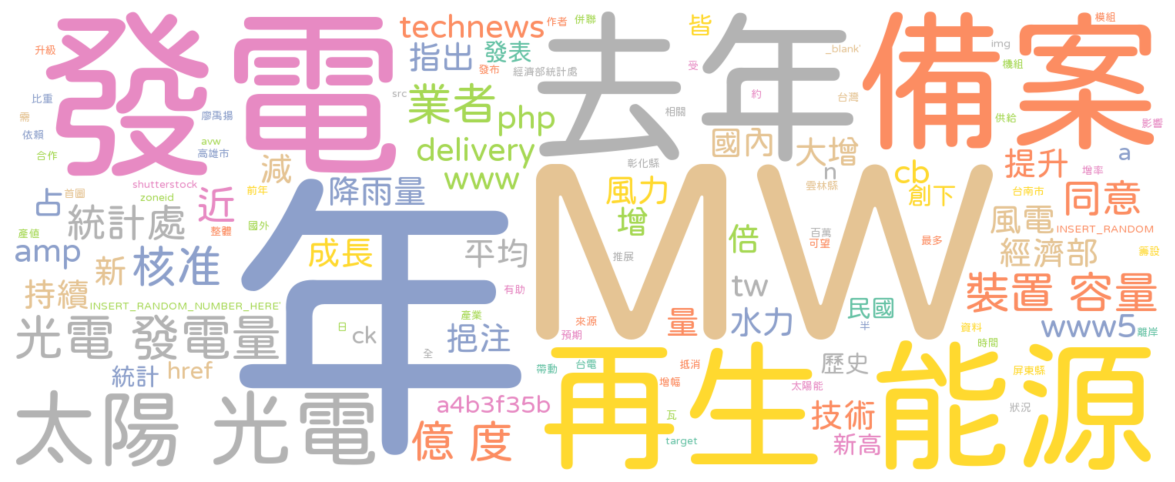 發電
去年
備案
年
MW
再生能源
太陽 光電
光電 發電量
technews
作者
併聯
皆
模組
升級
指出
發表
發布
經濟部統計處
_blank'
img
機組
src
比重
需
廖風揚
依賴
avw
合作
高雄市
業者
php
delivery
www
相關
受
約
台灣
供給
影響
國內
大增
n
a
提升
增率
彰化縣
雲林縣
cb
創下
台南市
同意
shutterstock
zoneid
減
前年
降雨量
占
首圖
近
整體
國外
風力
增
倍
百萬
可望
最多
風電
INSERT_RANDOM
產值
統計處
amp
新
核准
成長
平均
推展
經濟部
籌設
持續
INSERT_RANDOM_NUMBER_HERE'
有助
tw
民國
裝置 容量
日
ck
產業
挹注
全
來源
預期
量
水力
半
資料
時間
www5
離岸
統計
href
帶動
台電
抵消
增幅
歷史
太陽能
屏東縣
a4b3f35b
億 度
瓦
target
技術
新高
狀況